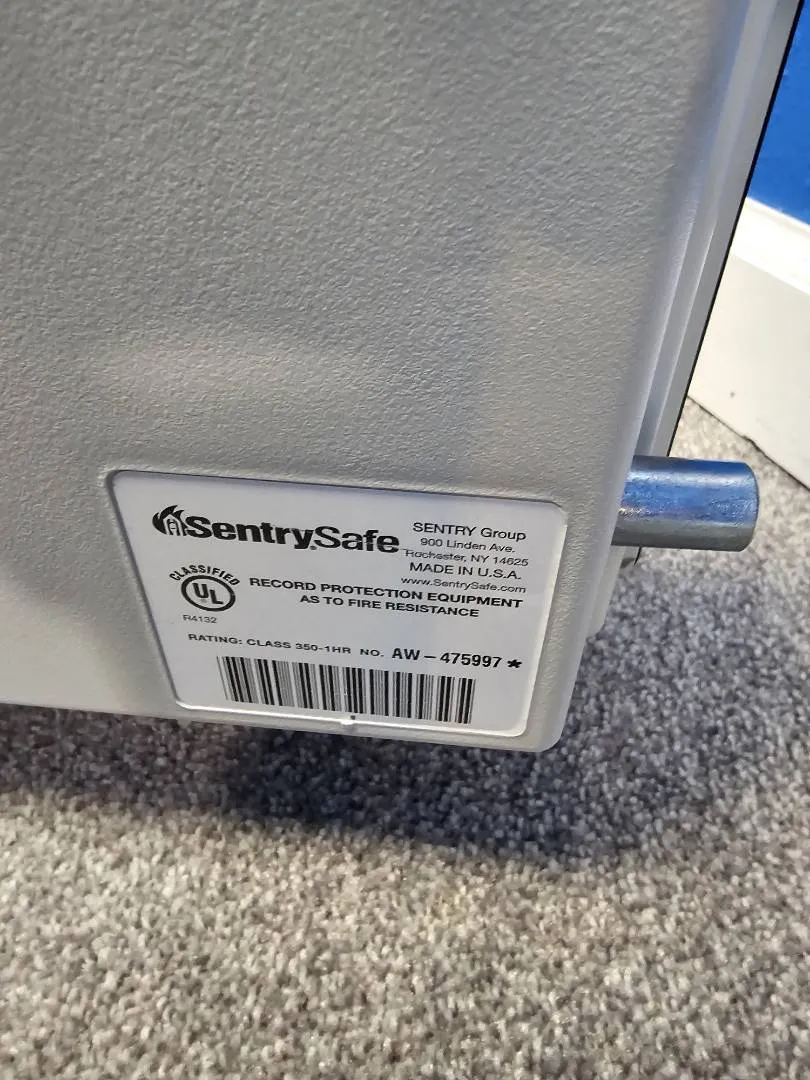 SentrySafe
SENTRY Group
900 Linden Ave.
Rochester, NY 14625
MADE IN U.S.A.
www.SentrySafe.com
CLASSIFIED
UL
R4132
RECORD PROTECTION EQUIPMENT
AS TO FIRE RESISTANCE
RATING: CLASS 350-1HR NO. AW-475997*